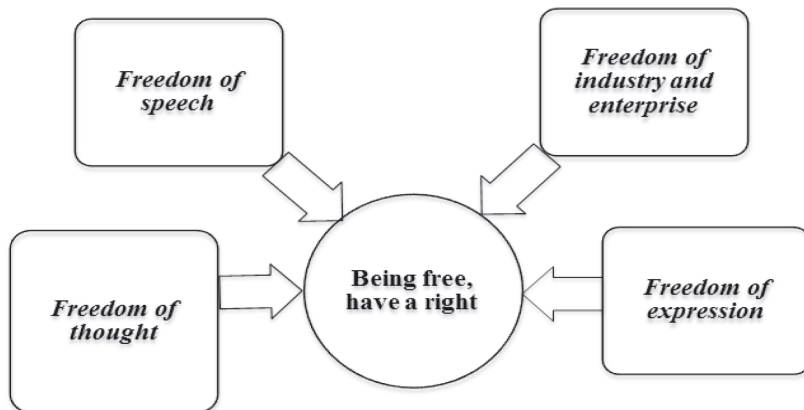 Freedom of
speech
Freedom of
industry and
enterprise
Freedom of
thought
Being free,
have a right
Freedom of
expression